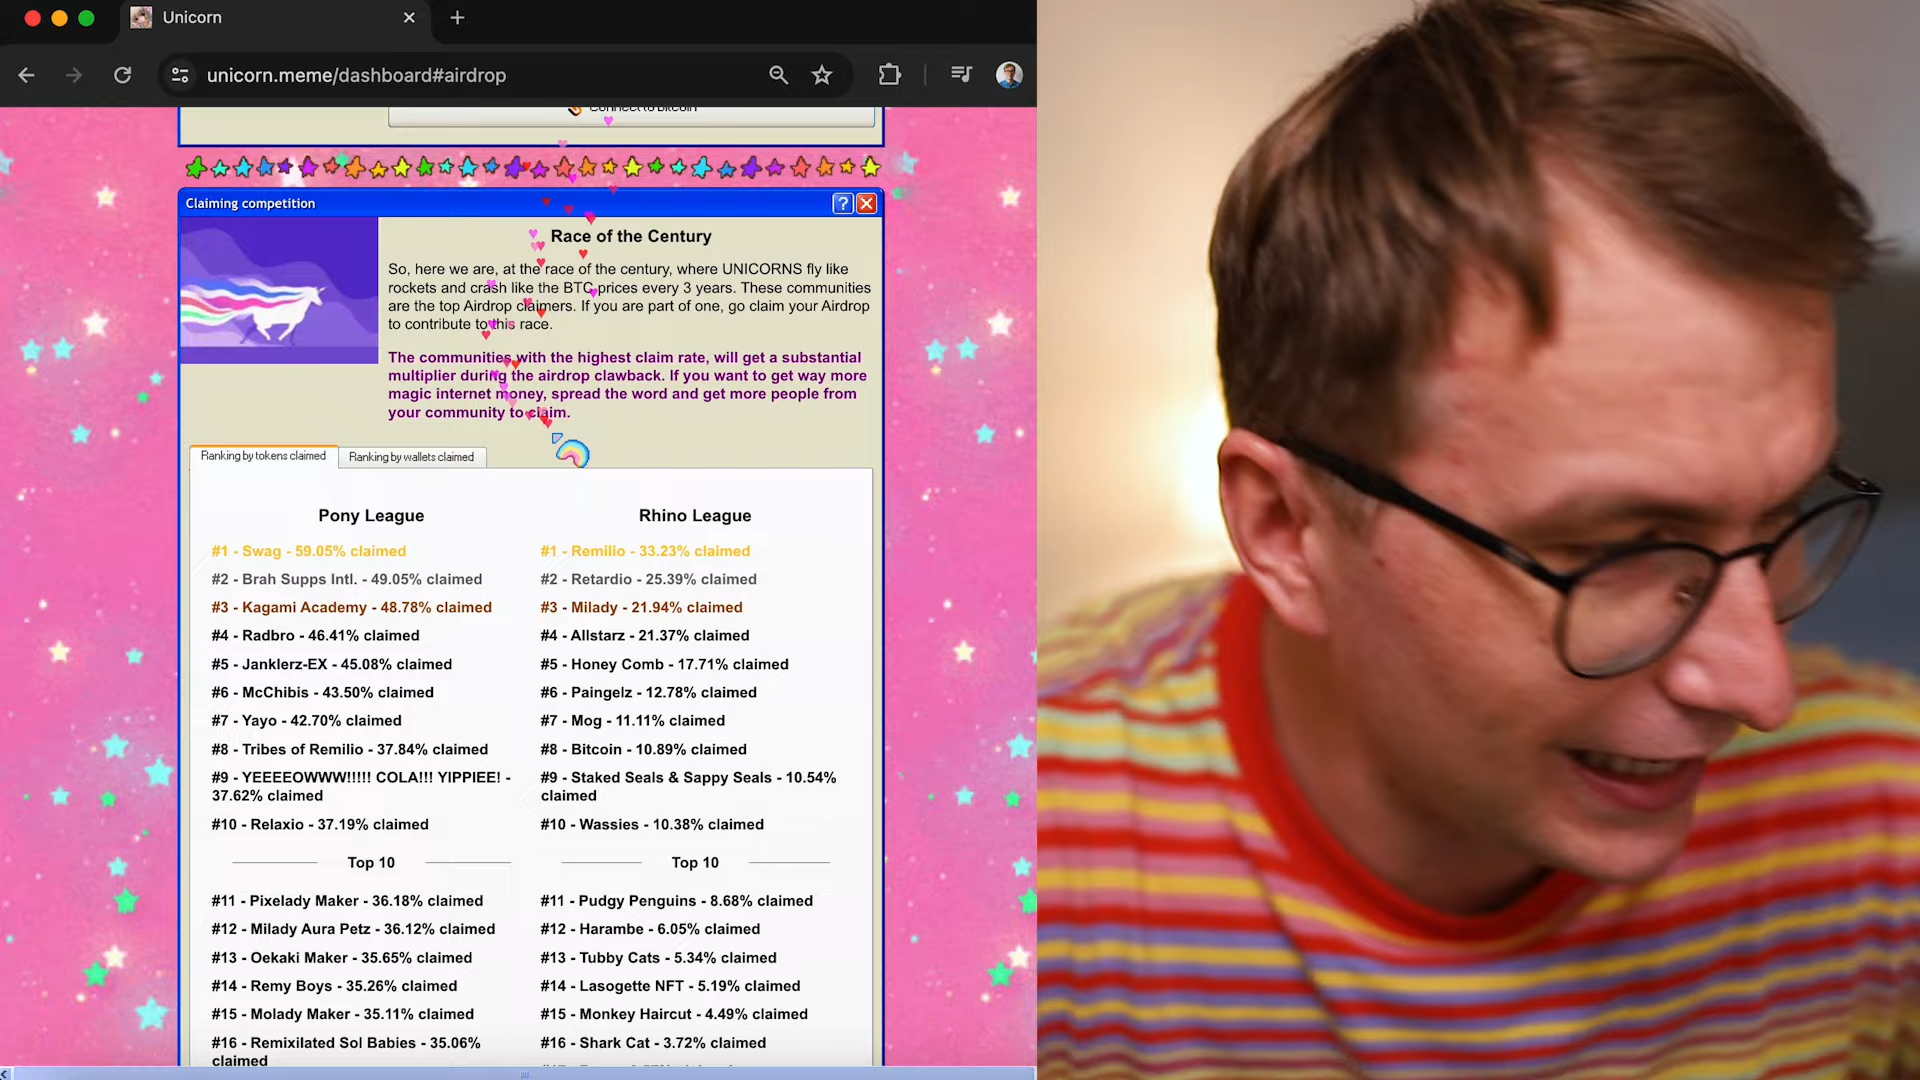 Unicorn
unicorn.meme/dashboard#airdrop
Connect to Bitcoin
Claiming competition
Race of the Century
So, here we are, at the race of the century, where UNICORNS fly like
rockets and crash like the BTC prices every 3 years. These communities
are the top Airdrop claimers. If you are part of one, go claim your Airdrop
to contribute to this race.
The communities with the highest claim rate, will get a substantial
multiplier during the airdrop clawback. If you want to get way more
magic internet money, spread the word and get more people from
your community to claim.
Ranking by tokens claimed
Ranking by wallets claimed
Pony League
#1 - Swag - 59.05% claimed
#2 - Brah Supps Intl. - 49.05% claimed
#3 - Kagami Academy - 48.78% claimed
#4 - Radbro - 46.41% claimed
#5 - Janklerz-EX - 45.08% claimed
#6 - McChibis - 43.50% claimed
#7 - Yayo - 42.70% claimed
#8 - Tribes of Remilio - 37.84% claimed
#9 - YEEEEOWWW!!!!! COLA!!! YIPPIEE! -
37.62% claimed
#10 - Relaxio - 37.19% claimed
Top 10
#11 - Pixelady Maker - 36.18% claimed
#12 - Milady Aura Petz - 36.12% claimed
#13 - Oekaki Maker - 35.65% claimed
#14 - Remy Boys - 35.26% claimed
#15 - Molady Maker - 35.11% claimed
#16 - Remixilated Sol Babies - 35.06%
claimed
Rhino League
#1 - Remilio - 33.23% claimed
#2 - Retardio - 25.39% claimed
#3 - Milady - 21.94% claimed
#4 - Allstarz - 21.37% claimed
#5 - Honey Comb - 17.71% claimed
#6 - Paingelz - 12.78% claimed
#7 - Mog - 11.11% claimed
#8 - Bitcoin - 10.89% claimed
#9 - Staked Seals & Sappy Seals - 10.54%
claimed
#10 - Wassies - 10.38% claimed
Top 10
#11 - Pudgy Penguins - 8.68% claimed
#12 - Harambe - 6.05% claimed
#13 - Tubby Cats - 5.34% claimed
#14 - Lasogette NFT - 5.19% claimed
#15 - Monkey Haircut - 4.49% claimed
#16 - Shark Cat - 3.72% claimed